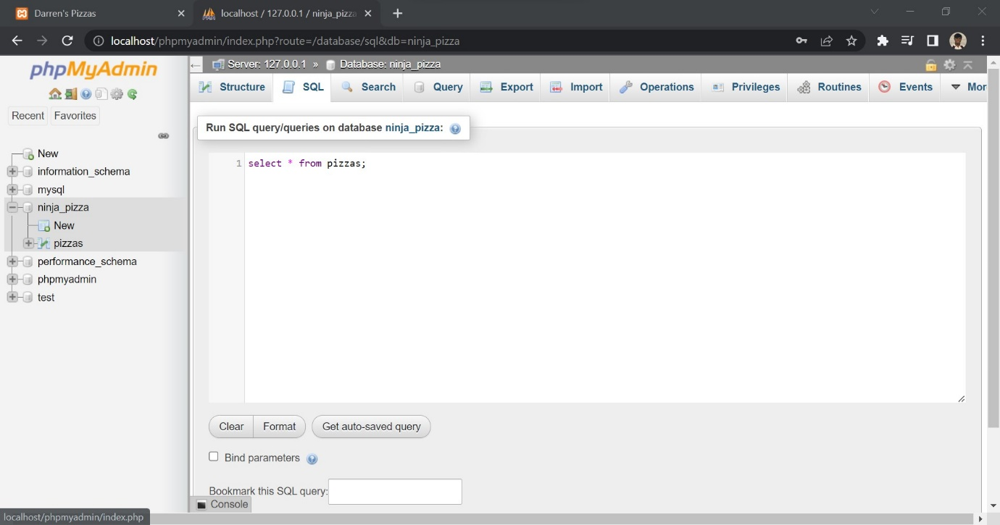 Darren's Pizzas
localhost / 127.0.0.1 / ninja_pizza
localhost/phpmyadmin/index.php?route=/database/sql&db=ninja_pizza
phpMyAdmin
Recent Favorites
New
information_schema
mysql
ninja_pizza
New
pizzas
performance_schema
phpmyadmin
test
Server: 127.0.0.1 » Database: ninja_pizza
Structure SQL Search Query Export Import Operations Privileges Routines Events Mor
Run SQL query/queries on database ninja_pizza:
1 select * from pizzas;
Clear Format Get auto-saved query
Bind parameters
Bookmark this SQL query:
Console
localhost/phpmyadmin/index.php